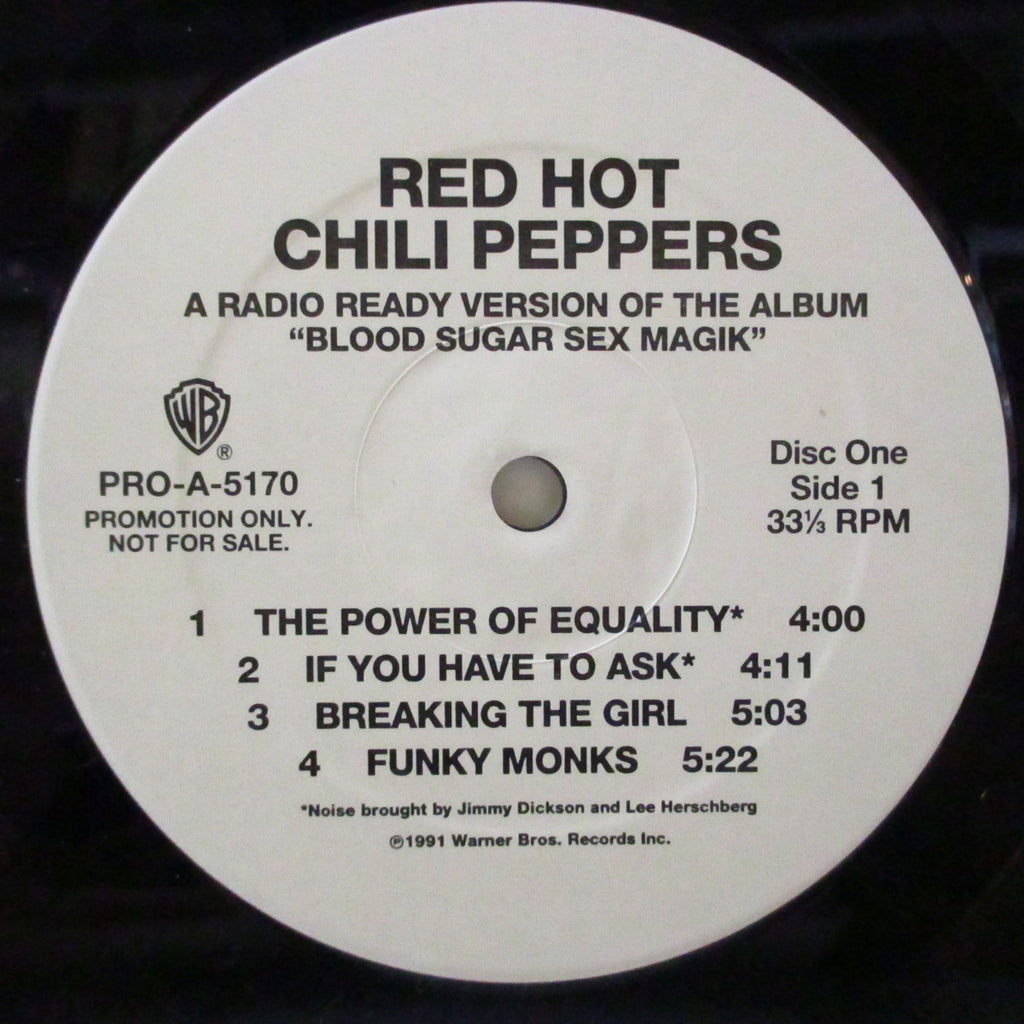 RED HOT
CHILI PEPPERS
A RADIO READY VERSION OF THE ALBUM
“BLOOD SUGAR SEX MAGIK”
WB
®
PRO-A-5170
PROMOTION ONLY.
NOT FOR SALE.
Disc One
Side 1
33⅓ RPM
1 THE POWER OF EQUALITY* 4:00
2 IF YOU HAVE TO ASK* 4:11
3 BREAKING THE GIRL 5:03
4 FUNKY MONKS 5:22
*Noise brought by Jimmy Dickson and Lee Herschberg
℗1991 Warner Bros. Records Inc.